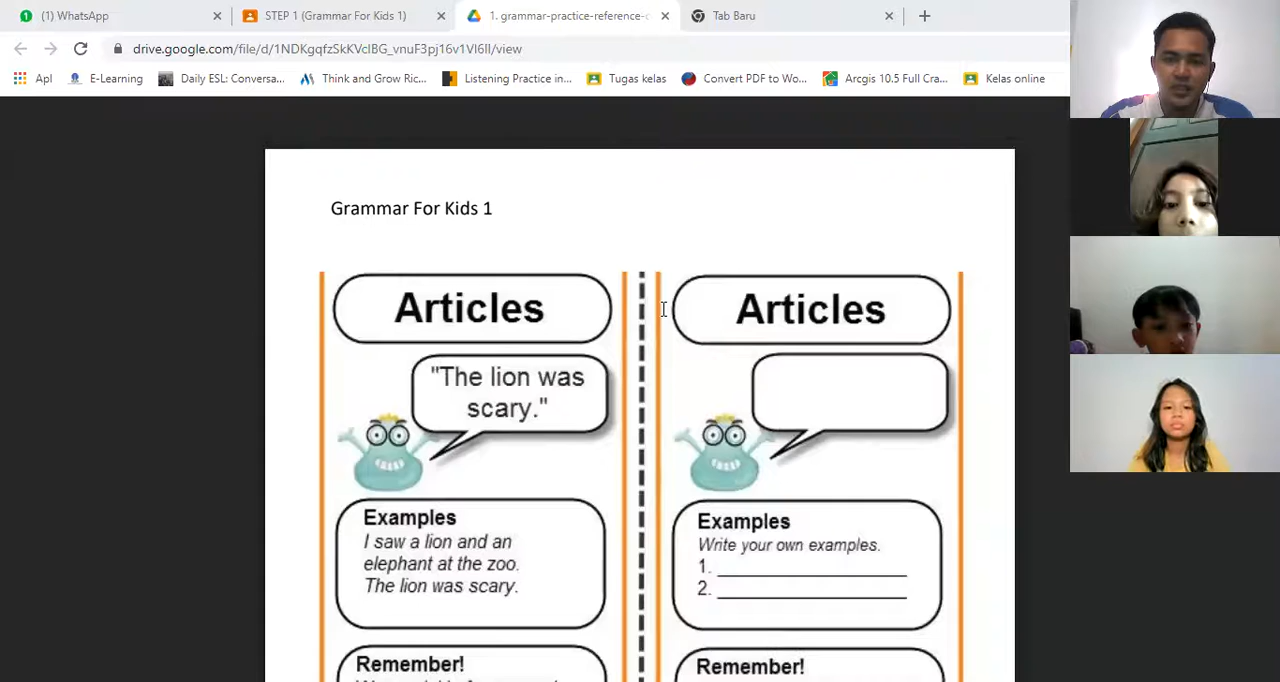 (1) WhatsApp
STEP 1 (Grammar For Kids 1)
1. grammar-practice-reference-c
Tab Baru
drive.google.com/file/d/1NDKgqfzSkKVclBG_vnuF3pj16v1Vl6ll/view
Apl
E-Learning
Daily ESL: Conversa...
Think and Grow Ric...
Listening Practice in...
Tugas kelas
Convert PDF to Wo...
Arcgis 10.5 Full Cra...
Kelas online
Grammar For Kids 1
Articles
"The lion was
scary."
Examples
I saw a lion and an
elephant at the zoo.
The lion was scary.
Remember!
Articles
Examples
Write your own examples.
1.
2.
Remember!